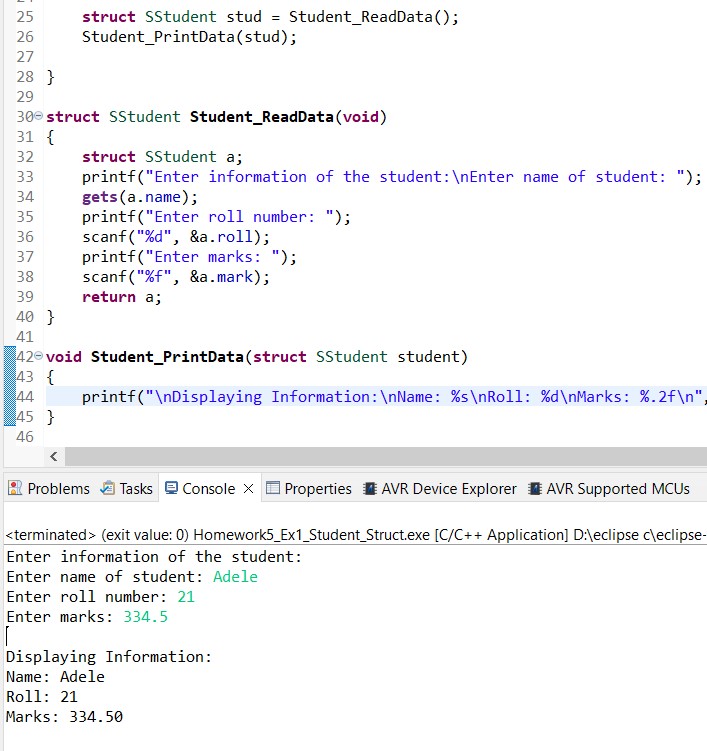 25 struct SStudent stud = Student_ReadData();
26 Student_PrintData(stud);
27
28 }
29
30 struct SStudent Student_ReadData(void)
31 {
32 struct SStudent a;
33 printf("Enter information of the student:\nEnter name of student: ");
34 gets(a.name);
35 printf("Enter roll number: ");
36 scanf("%d", &a.roll);
37 printf("Enter marks: ");
38 scanf("%f", &a.mark);
39 return a;
40 }
41
42 void Student_PrintData(struct SStudent student)
43 {
44 printf("\nDisplaying Information:\nName: %s\nRoll: %d\nMarks: %.2f\n",
45 }
46
Problems Tasks Console Properties AVR Device Explorer AVR Supported MCUs
<terminated> (exit value: 0) Homework5_Ex1_Student_Struct.exe [C/C++ Application] D:\eclipse c\eclipse-
Enter information of the student:
Enter name of student: Adele
Enter roll number: 21
Enter marks: 334.5
Displaying Information:
Name: Adele
Roll: 21
Marks: 334.50